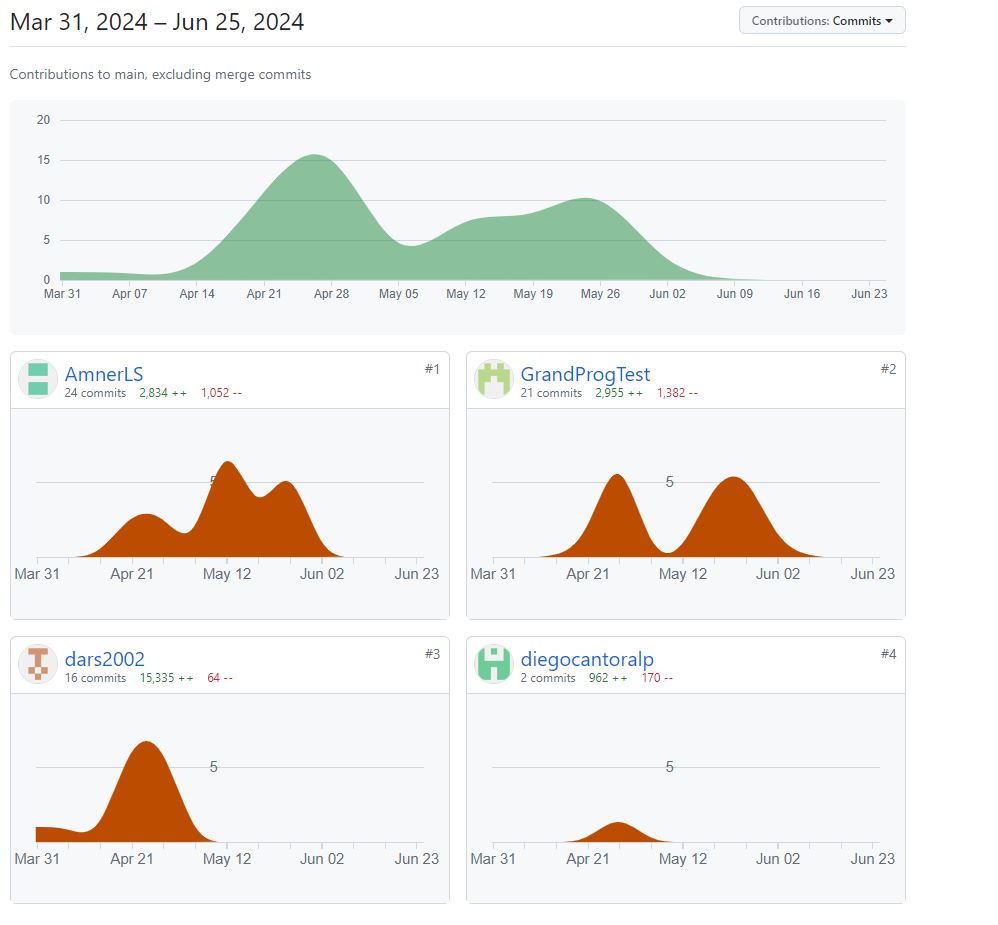 Mar 31, 2024 – Jun 25, 2024
Contributions: Commits
Contributions to main, excluding merge commits
20
15
10
5
0
Mar 31 Apr 07 Apr 14 Apr 21 Apr 28 May 05 May 12 May 19 May 26 Jun 02 Jun 09 Jun 16 Jun 23
AmnerLS #1
24 commits 2,834 ++ 1,052 --
5
Mar 31 Apr 21 May 12 Jun 02 Jun 23
GrandProgTest #2
21 commits 2,955 ++ 1,382 --
5
Mar 31 Apr 21 May 12 Jun 02 Jun 23
dars2002 #3
16 commits 15,335 ++ 64 --
5
Mar 31 Apr 21 May 12 Jun 02 Jun 23
diegocantoralp #4
2 commits 962 ++ 170 --
5
Mar 31 Apr 21 May 12 Jun 02 Jun 23